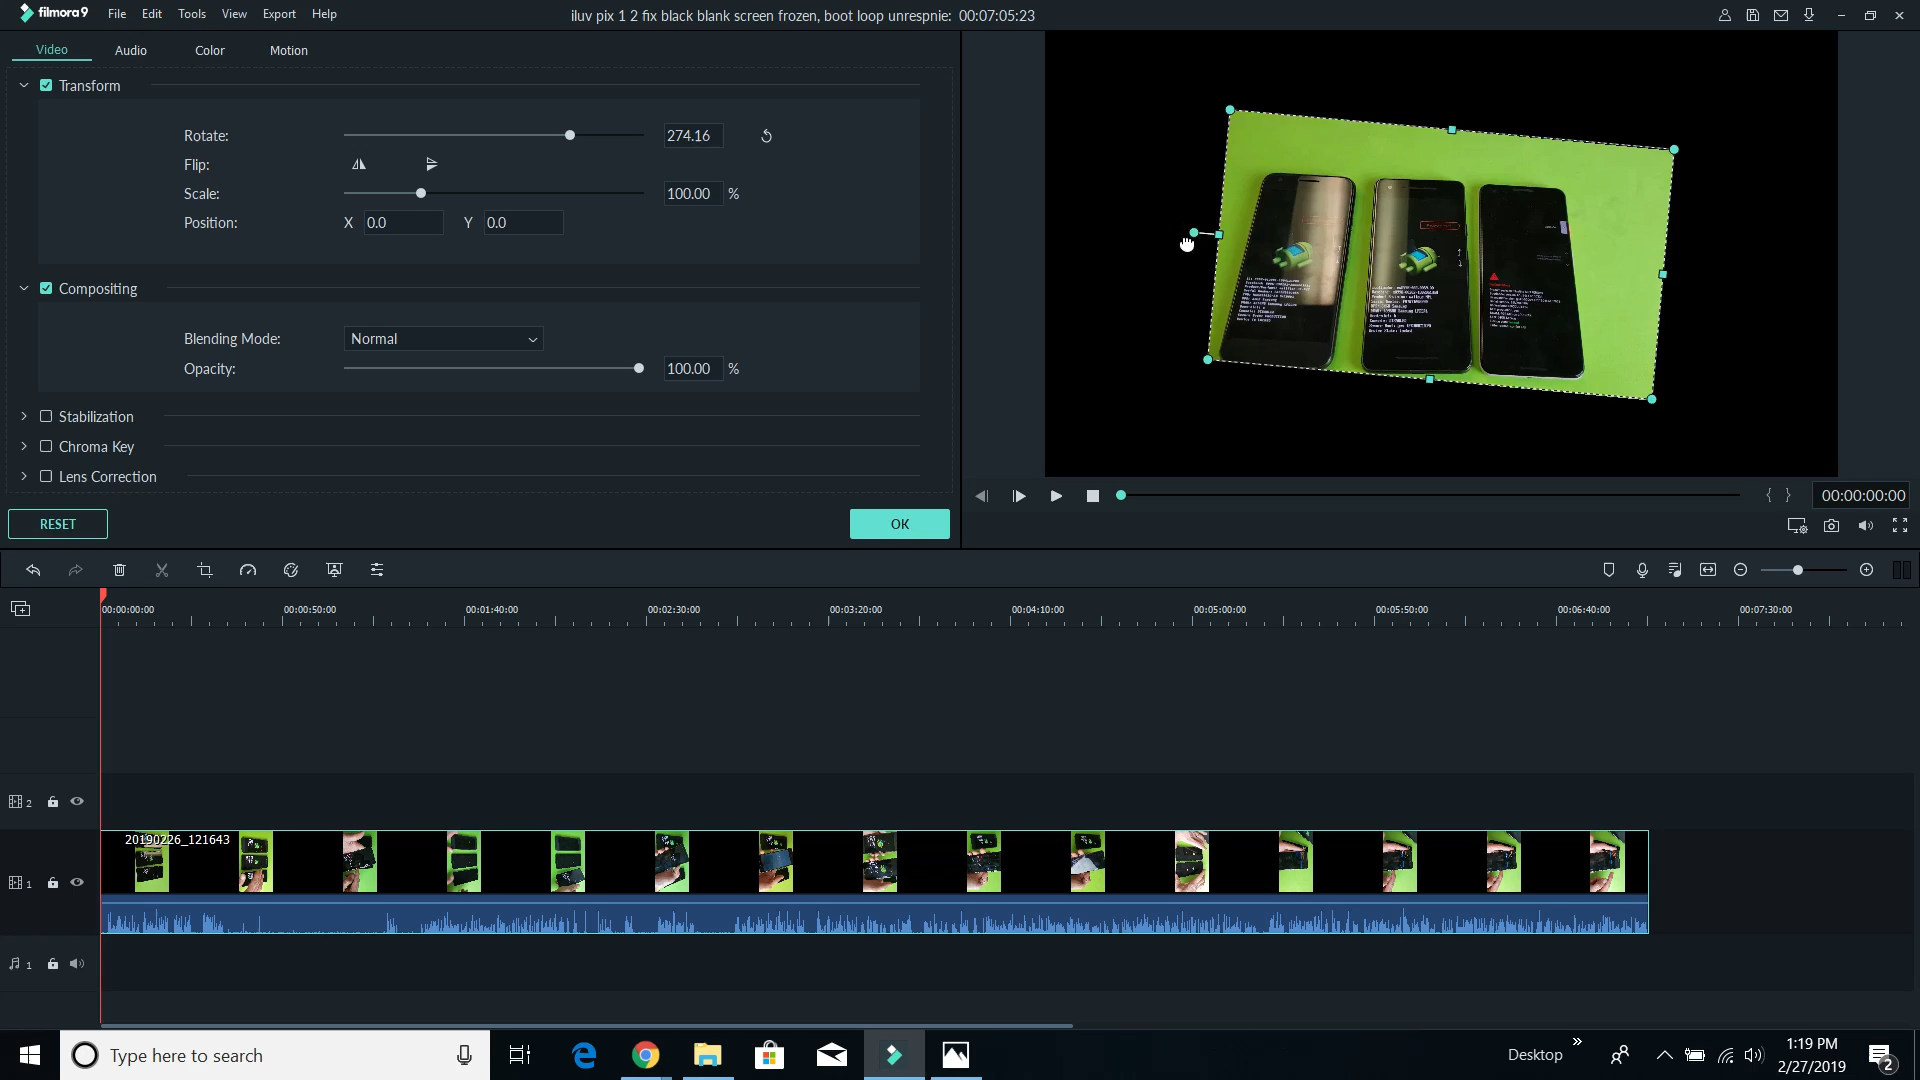 filmora9 File Edit Tools View Export Help
iluv pix 1 2 fix black blank screen frozen, boot loop unrespnie: 00:07:05:23
Video Audio Color Motion
Transform
Rotate: 274.16
Flip:
Scale: 100.00 %
Position: X 0.0 Y 0.0
Compositing
Blending Mode: Normal
Opacity: 100.00 %
Stabilization
Chroma Key
Lens Correction
RESET OK
{ } 00:00:00:00
00:00:00:00 00:00:50:00 00:01:40:00 00:02:30:00 00:03:20:00 00:04:10:00 00:05:00:00 00:05:50:00 00:06:40:00 00:07:30:00
2
20190226_121643
1
1
Type here to search
Desktop
1:19 PM
2/27/2019
2